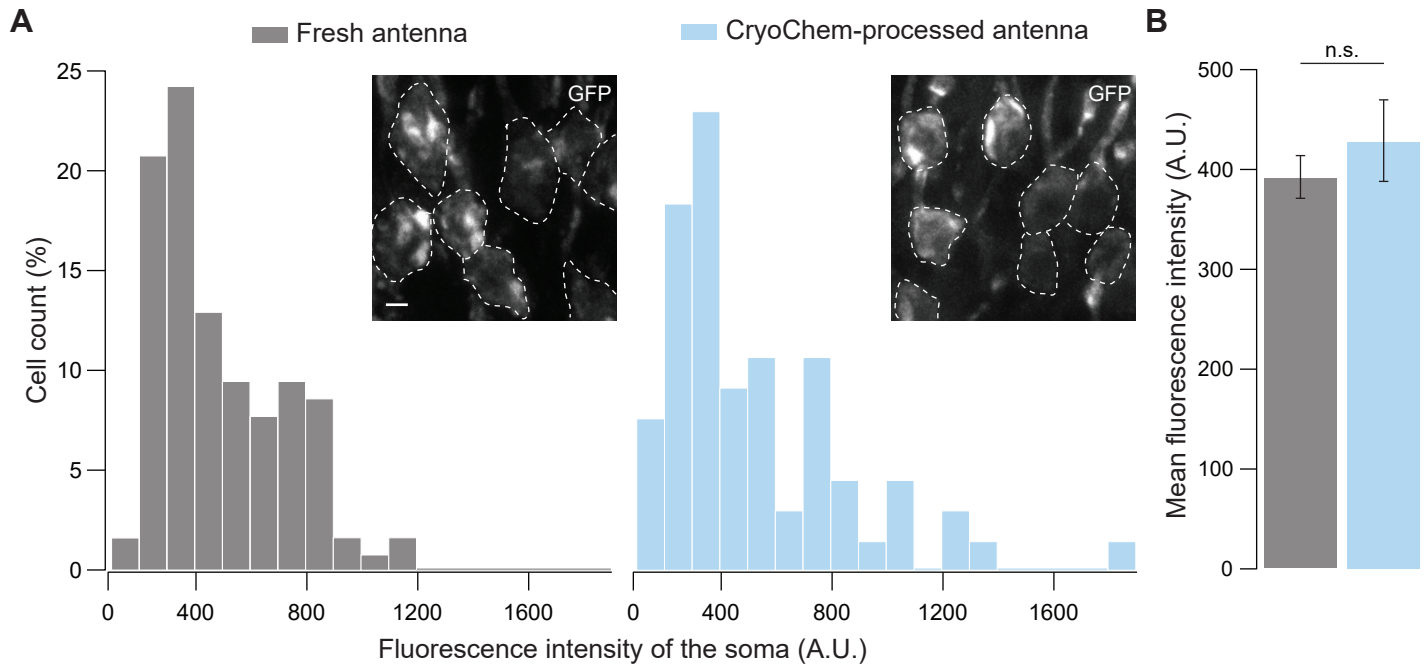 A
Fresh antenna
CryoChem-processed antenna
B
25
20
15
10
5
0
Cell count (%)
GFP
GFP
0 400 800 1200 1600
0 400 800 1200 1600
Fluorescence intensity of the soma (A.U.)
n.s.
500
400
300
200
100
0
Mean fluorescence intensity (A.U.)